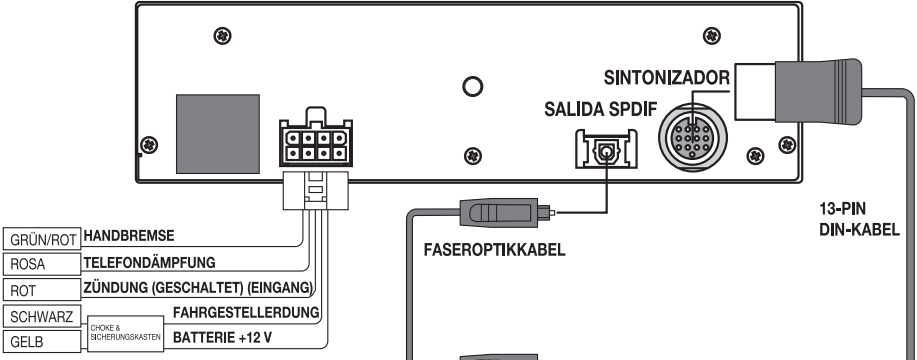 SINTONIZADOR
SALIDA SPDIF
13-PIN
DIN-KABEL
FASEROPTIKKABEL
GRÜN/ROT HANDBREMSE
ROSA TELEFONDÄMPFUNG
ROT ZÜNDUNG (GESCHALTET) (EINGANG)
SCHWARZ FAHRGESTELLERDUNG
CHOKE &
SICHERUNGSKASTEN
GELB BATTERIE +12 V